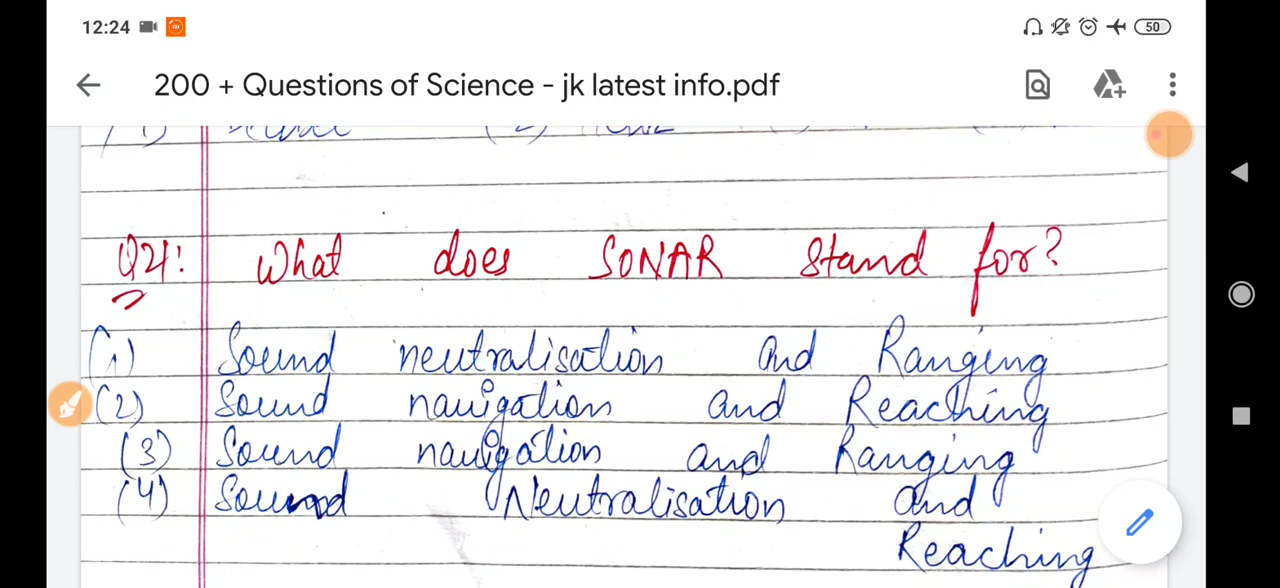 12:24
50
200 + Questions of Science - jk latest info.pdf
Q24: What does SONAR Stand for?
(1) Sound neutralisation and Ranging
(2) Sound navigation and Reaching
(3) Sound navigation and Ranging
(4) Sound Neutralisation and
Reaching